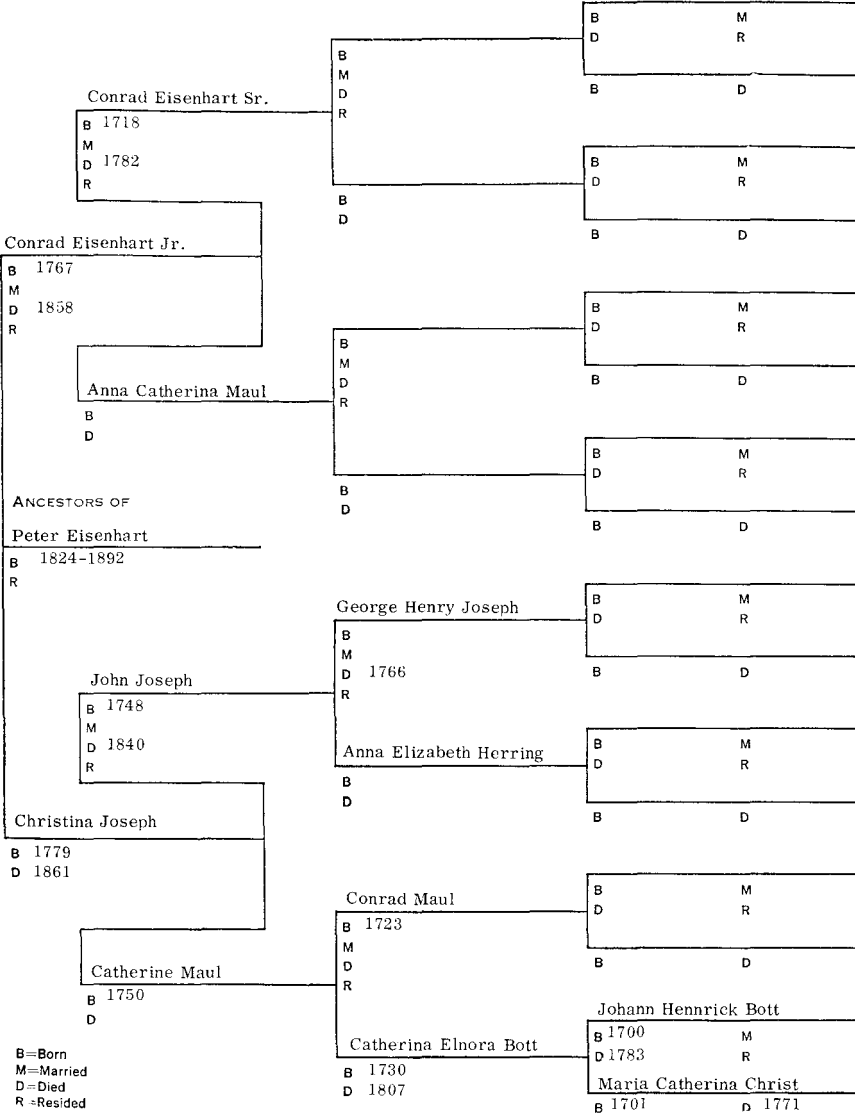 B M
D R
B D
B
M
D
R
Conrad Eisenhart Sr.
B 1718
M
D 1782
R
B M
D R
B D
B
D
Conrad Eisenhart Jr.
B 1767
M
D 1858
R
B M
D R
B D
B
M
D
R
Anna Catherina Maul
B
D
B M
D R
B D
B
D
ANCESTORS OF
Peter Eisenhart
B 1824-1892
R
George Henry Joseph
B
M
D 1766
R
B M
D R
B D
John Joseph
B 1748
M
D 1840
R
Anna Elizabeth Herring
B
D
B M
D R
B D
Christina Joseph
B 1779
D 1861
Conrad Maul
B 1723
M
D
R
B M
D R
B D
Catherine Maul
B 1750
D
Johann Hennrick Bott
B 1700 M
D 1783 R
Catherina Elnora Bott
B 1730
D 1807
Maria Catherina Christ
B 1701 D 1771
B=Born
M=Married
D=Died
R=Resided